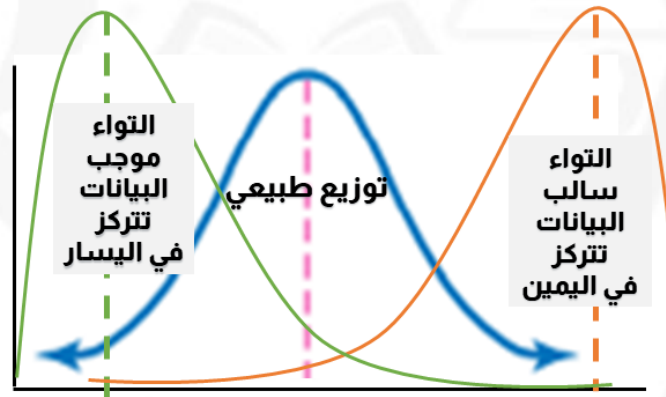 التواء
موجب
البيانات
تتركز
في اليسار
توزيع طبيعي
التواء
سالب
البيانات
تتركز
في اليمين